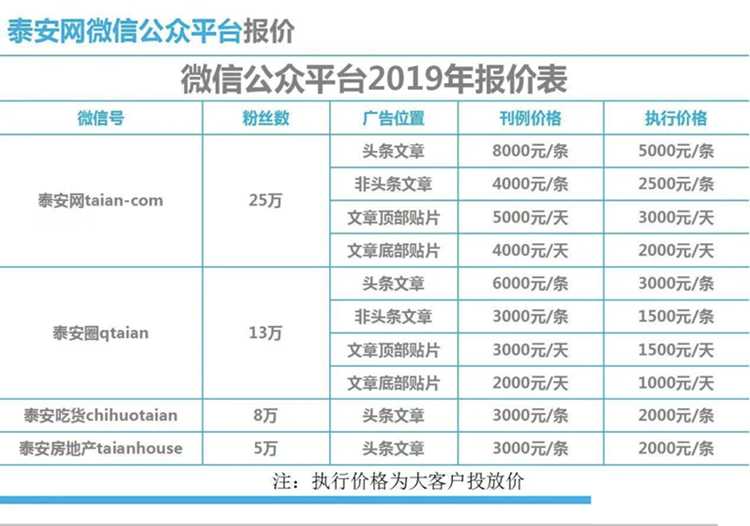 泰安网微信公众平台报价
微信公众平台2019年报价表
微信号 粉丝数 广告位置 刊例价格 执行价格
泰安网taian-com 25万 头条文章 8000元/条 5000元/条
非头条文章 4000元/条 2500元/条
文章顶部贴片 5000元/天 3000元/天
文章底部贴片 4000元/天 2000元/天
泰安圈qtaian 13万 头条文章 6000元/条 3000元/条
非头条文章 3000元/条 1500元/条
文章顶部贴片 3000元/天 1500元/天
文章底部贴片 2000元/天 1000元/天
泰安吃货chihuotaian 8万 头条文章 3000元/条 2000元/条
泰安房地产taianhouse 5万 头条文章 3000元/条 2000元/条
注：执行价格为大客户投放价